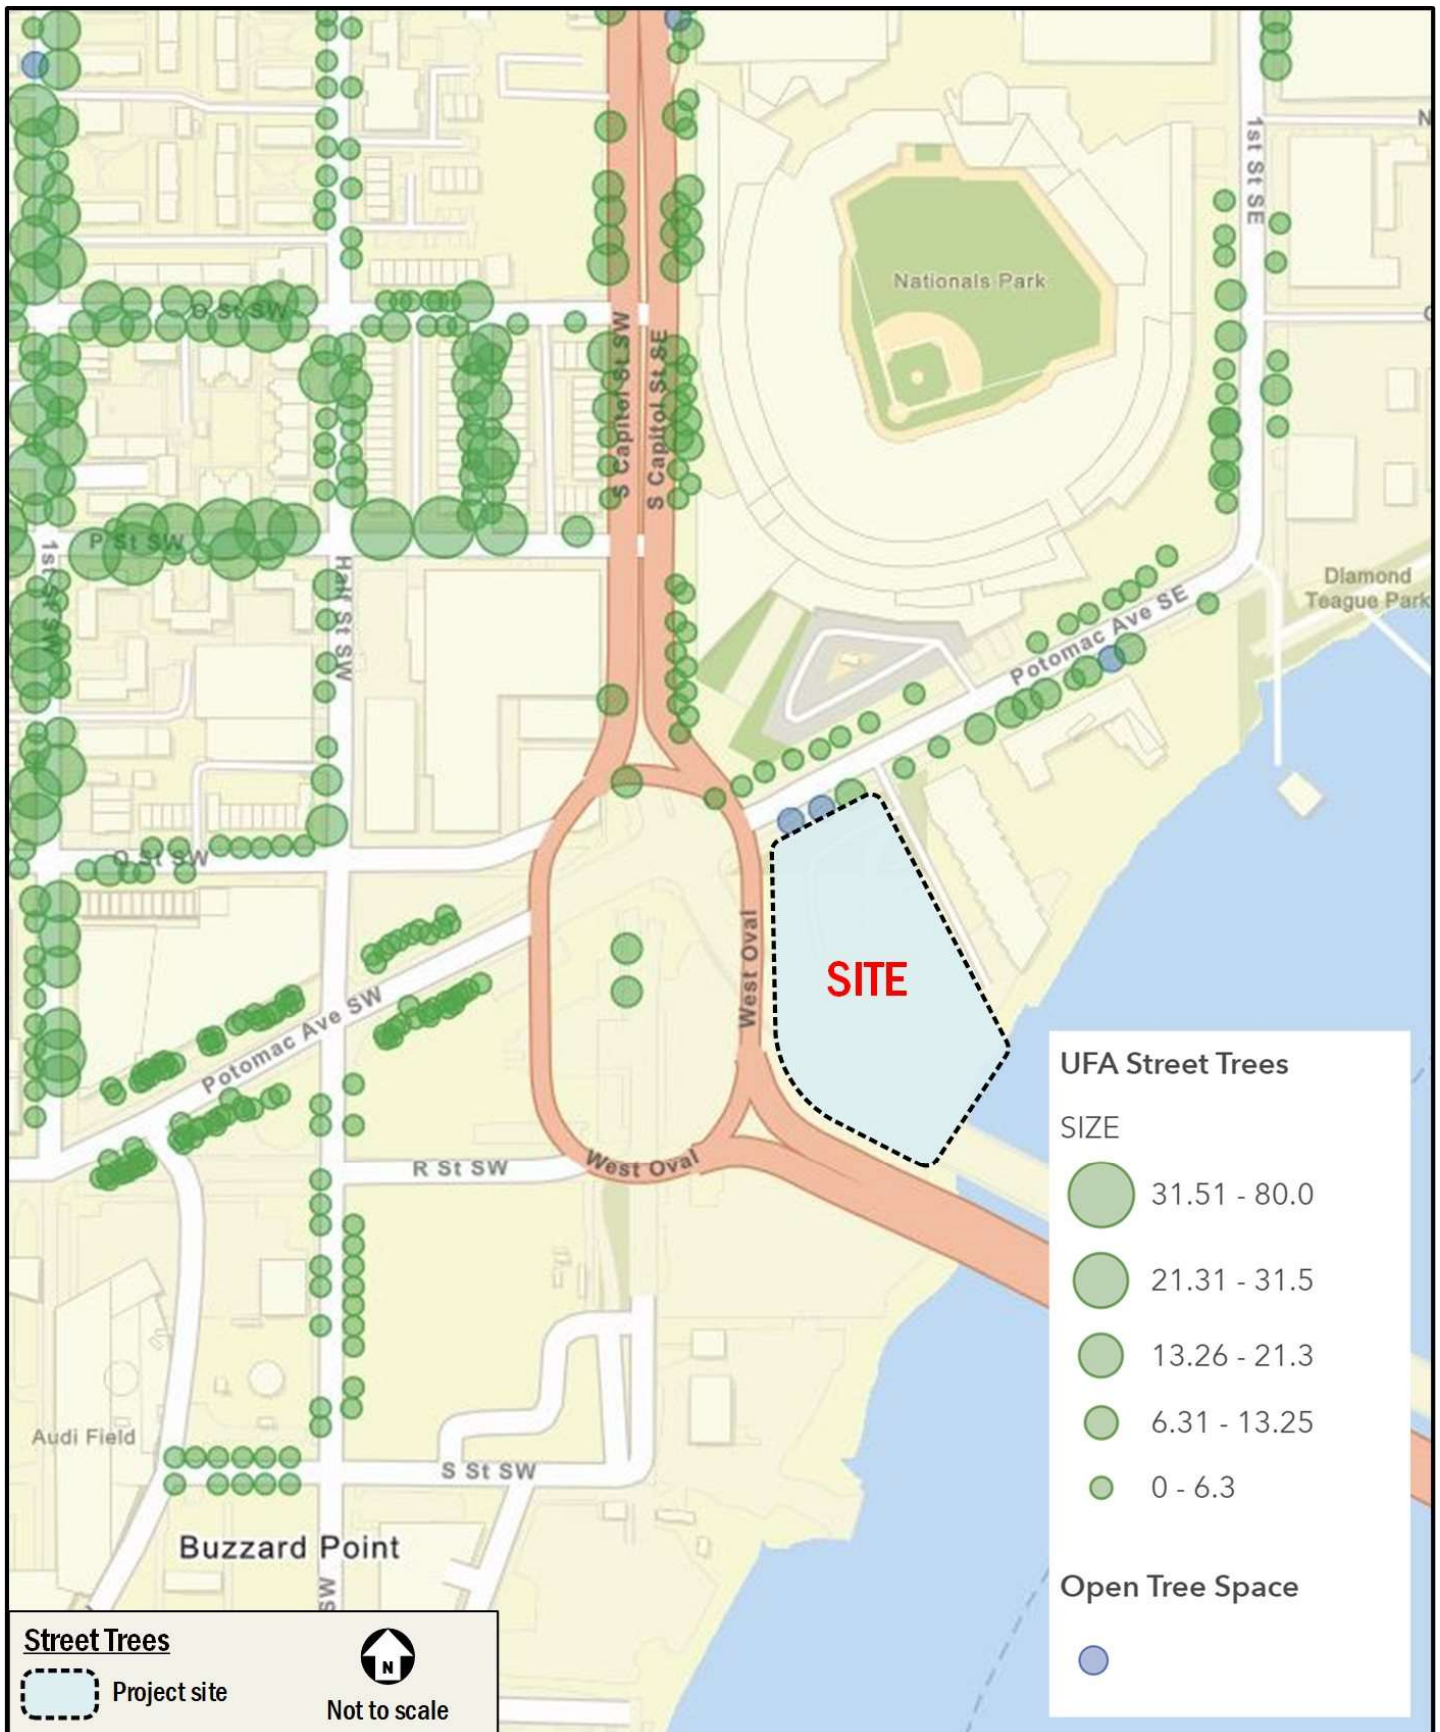 N
1st St SE
Nationals Park
O St SW
S Capitol St SW
S Capitol St SE
P St SW
1st St SW
Half St SW
Diamond
Teague Park
Potomac Ave SE
Q St SW
West Oval
SITE
Potomac Ave SW
R St SW
West Oval
UFA Street Trees
SIZE
31.51 - 80.0
21.31 - 31.5
13.26 - 21.3
6.31 - 13.25
0 - 6.3
Open Tree Space
Audi Field
S St SW
Buzzard Point
SW
Street Trees
Project site
N
Not to scale